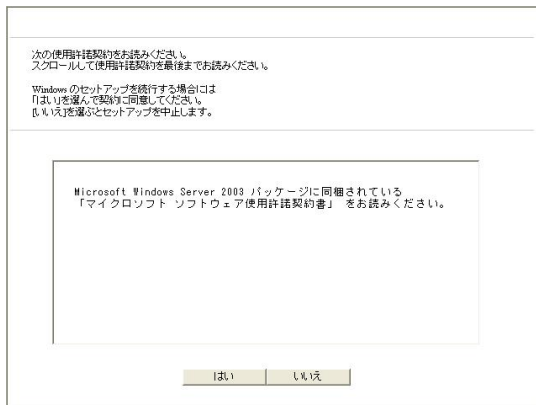 次の使用許諾契約をお読みください。
スクロールして使用許諾契約を最後までお読みください。
Windows のセットアップを続行する場合には
「はい」を選んで契約に同意してください。
[いいえ]を選ぶとセットアップを中止します。
Microsoft Windows Server 2003 パッケージに同梱されている
「マイクロソフト ソフトウェア使用許諾契約書」 をお読みください。
はい
いいえ